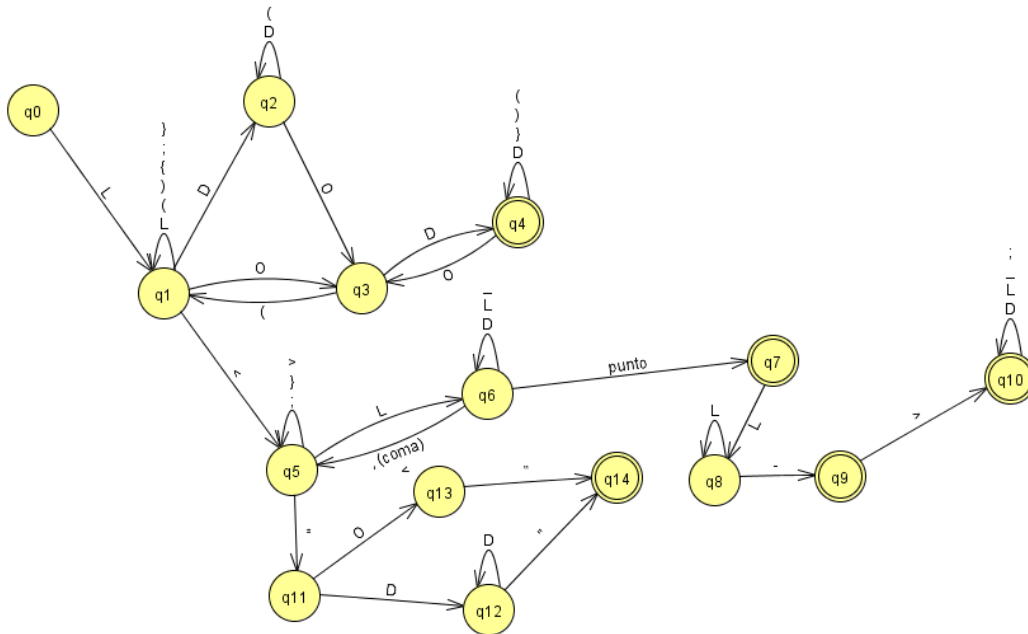 (
D
q2
q0
(
)
}
D
}
;
{
)
(
L
L
D
O
q4
D
O
q1
O
(
q3
;
_
L
D
_
L
D
>
}
;
<
q7
punto
q10
L
q6
L
L
>
, (coma)
<
q5
q8
-
q9
q13
"
q14
"
O
"
D
q11
D
q12